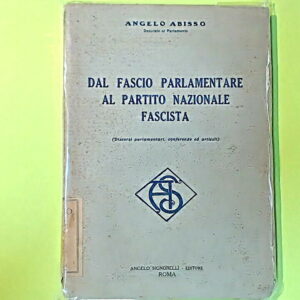 ANGELO ABISSO
Deputato al Parlamento
DAL FASCIO PARLAMENTARE
AL PARTITO NAZIONALE
FASCISTA
(Discorsi parlamentari, conferenze ed articoli)
ANGELO SIGNORELLI - EDITORE
ROMA